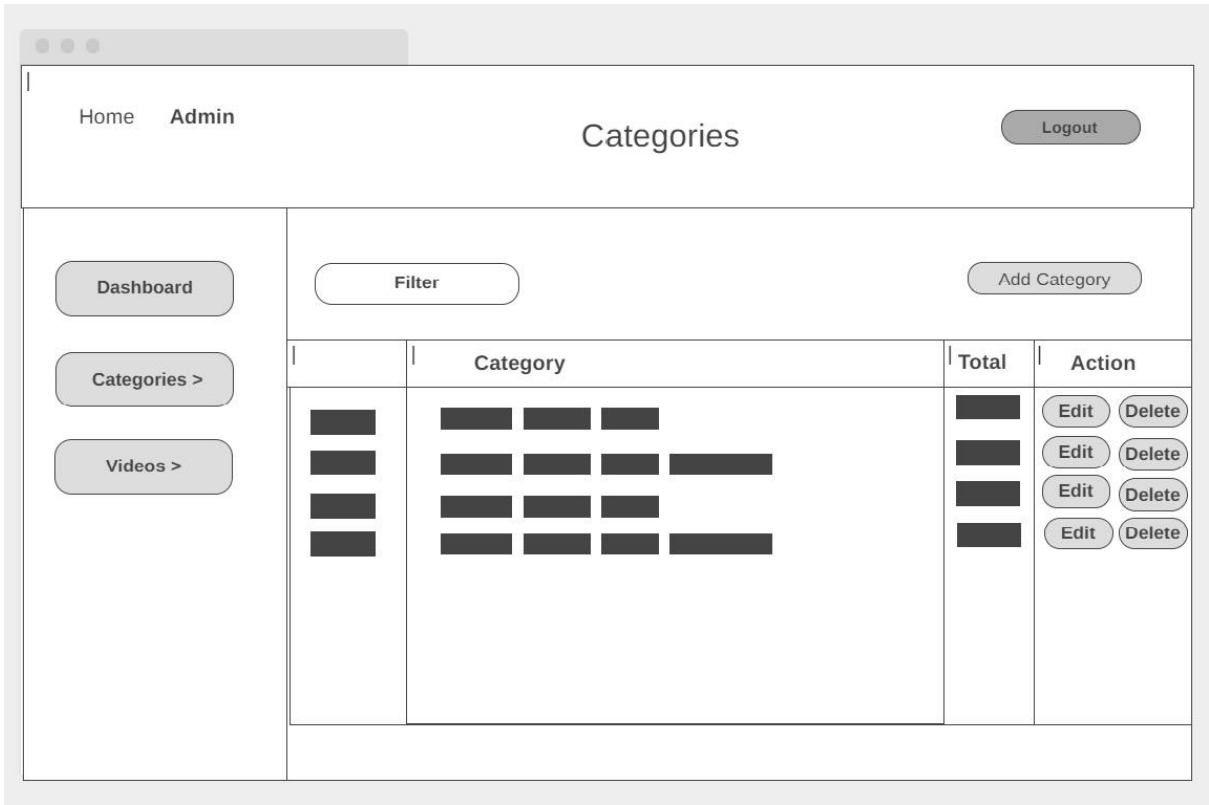 Home Admin
Categories
Logout
Dashboard
Categories >
Videos >
Filter
Add Category
Category Total Action
Edit Delete
Edit Delete
Edit Delete
Edit Delete